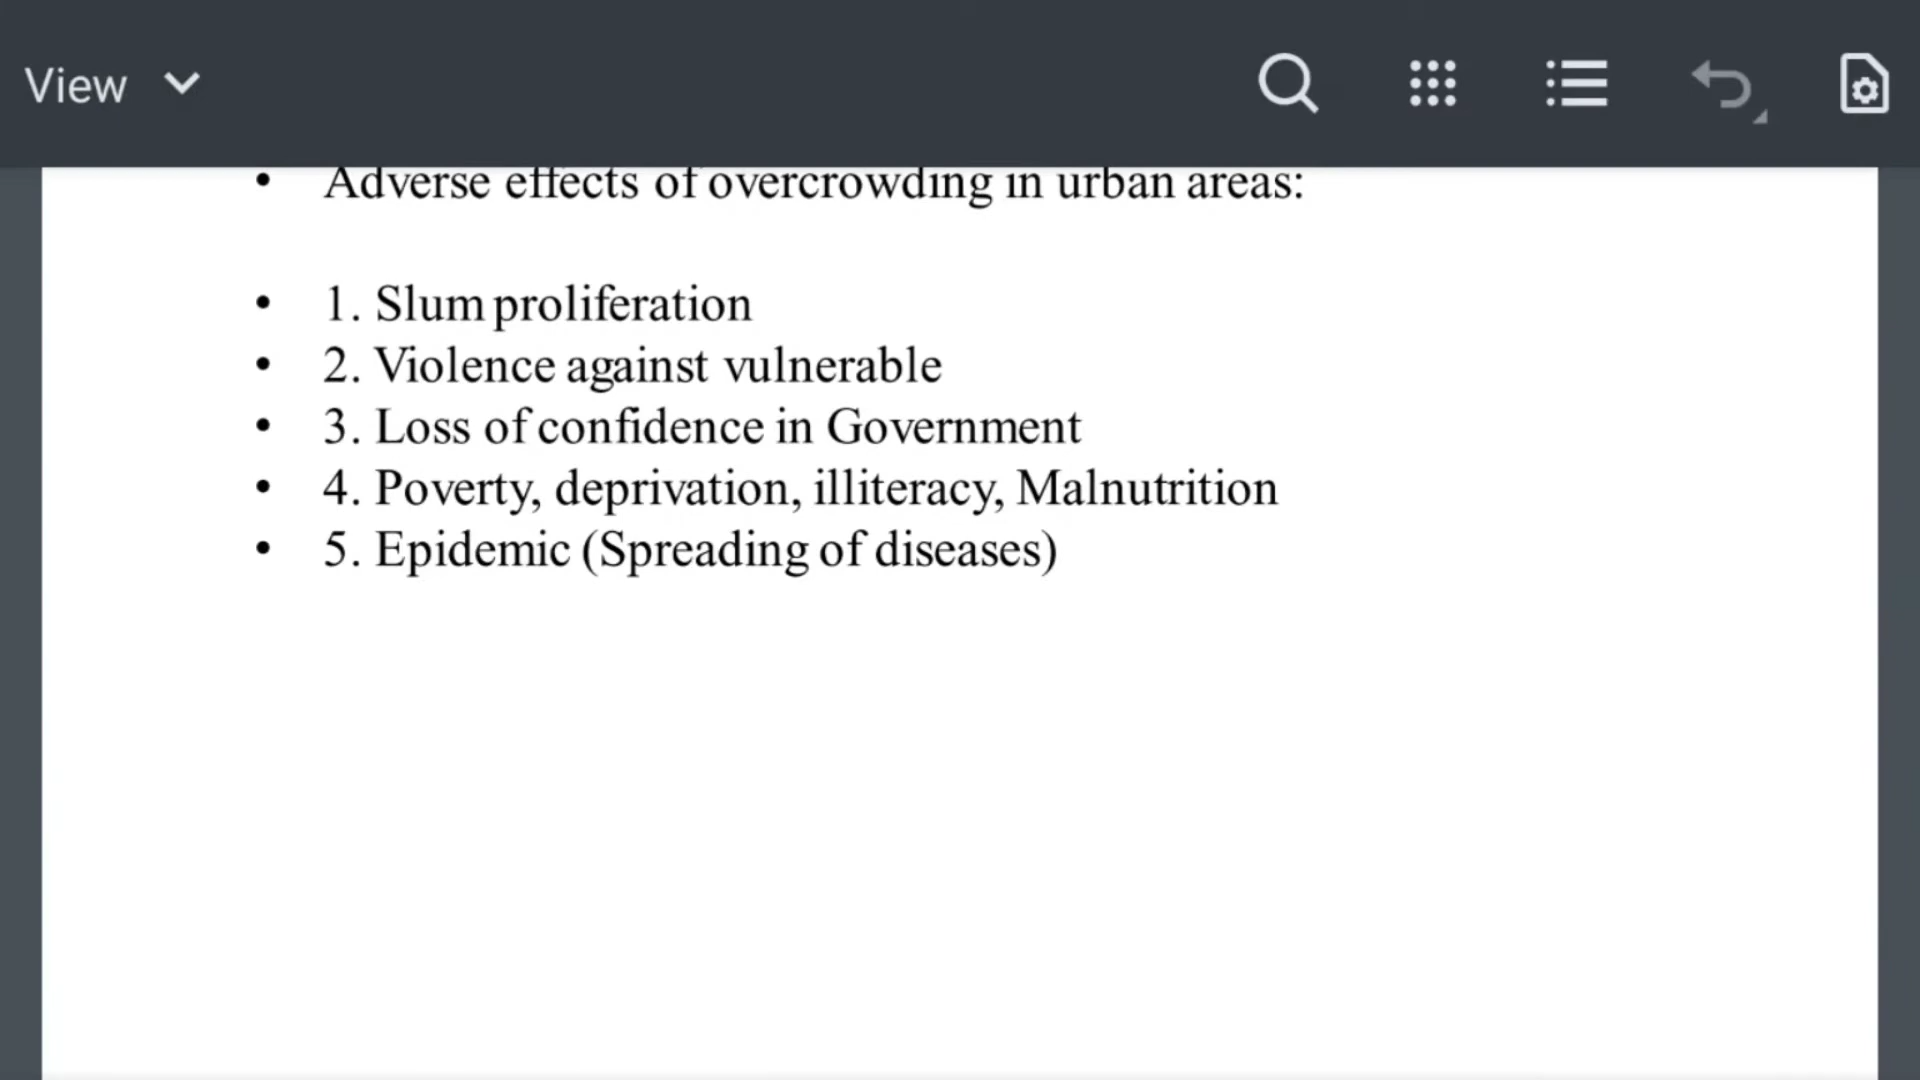 View
• Adverse effects of overcrowding in urban areas:
• 1. Slum proliferation
• 2. Violence against vulnerable
• 3. Loss of confidence in Government
• 4. Poverty, deprivation, illiteracy, Malnutrition
• 5. Epidemic (Spreading of diseases)